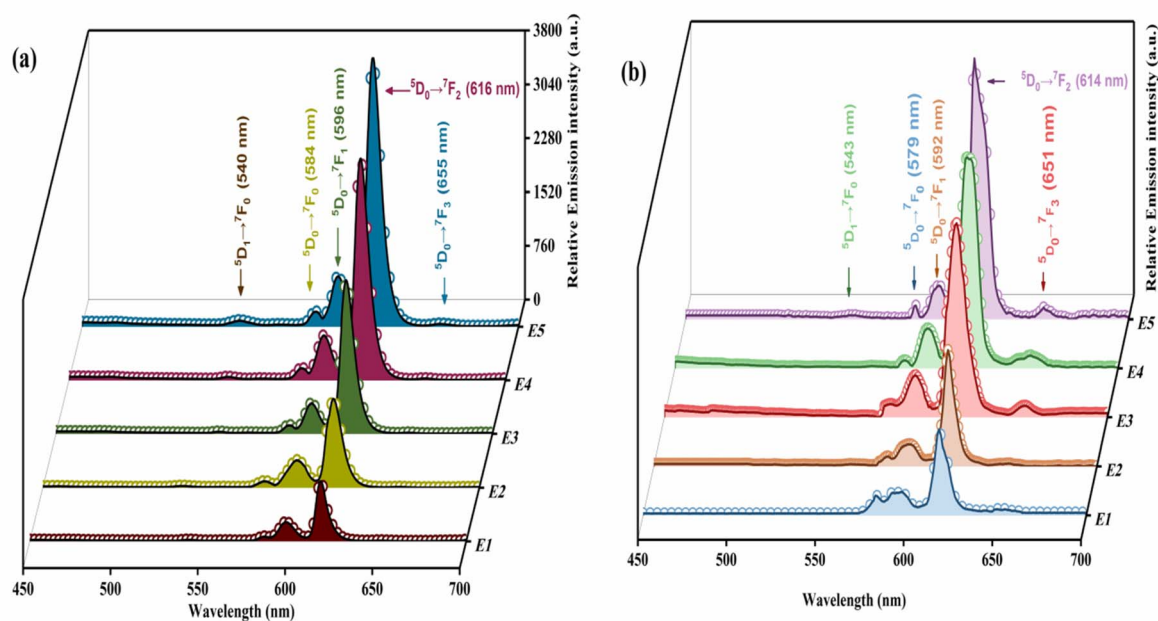 (a)
3800
3040
2280
1520
760
0
Relative Emission intensity (a.u.)
⁵D₁→⁷F₀ (540 nm)
⁵D₀→⁷F₀ (584 nm)
⁵D₀→⁷F₁ (596 nm)
⁵D₀→⁷F₂ (616 nm)
⁵D₀→⁷F₃ (655 nm)
E5
E4
E3
E2
E1
450
500
550
600
650
700
Wavelength (nm)
(b)
Relative Emission intensity (a.u.)
⁵D₁→⁷F₀ (543 nm)
⁵D₀→⁷F₀ (579 nm)
⁵D₀→⁷F₁ (592 nm)
⁵D₀→⁷F₂ (614 nm)
⁵D₀→⁷F₃ (651 nm)
E5
E4
E3
E2
E1
450
500
550
600
650
700
Wavelength (nm)